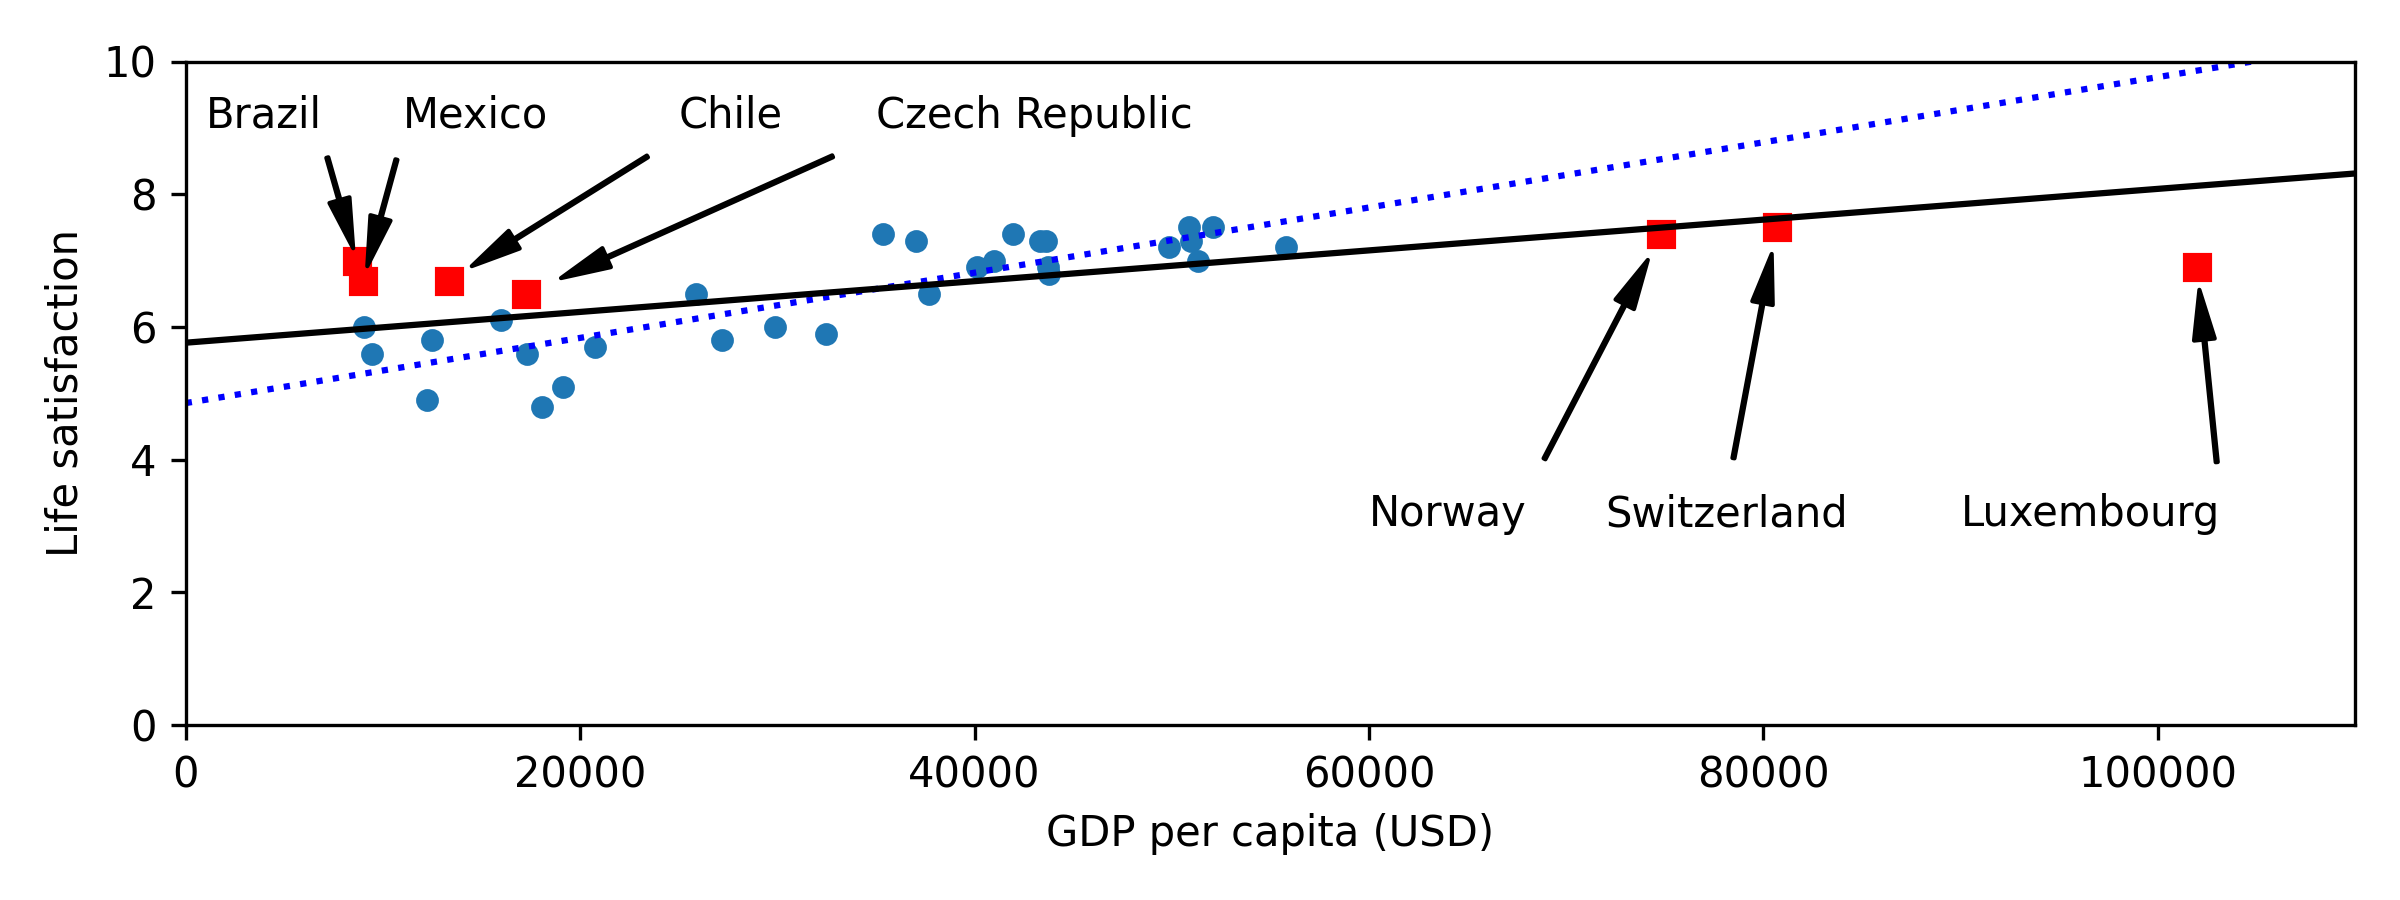 10
Brazil Mexico Chile Czech Republic
8
6
4
2
0
Life satisfaction
Norway Switzerland Luxembourg
0 20000 40000 60000 80000 100000
GDP per capita (USD)